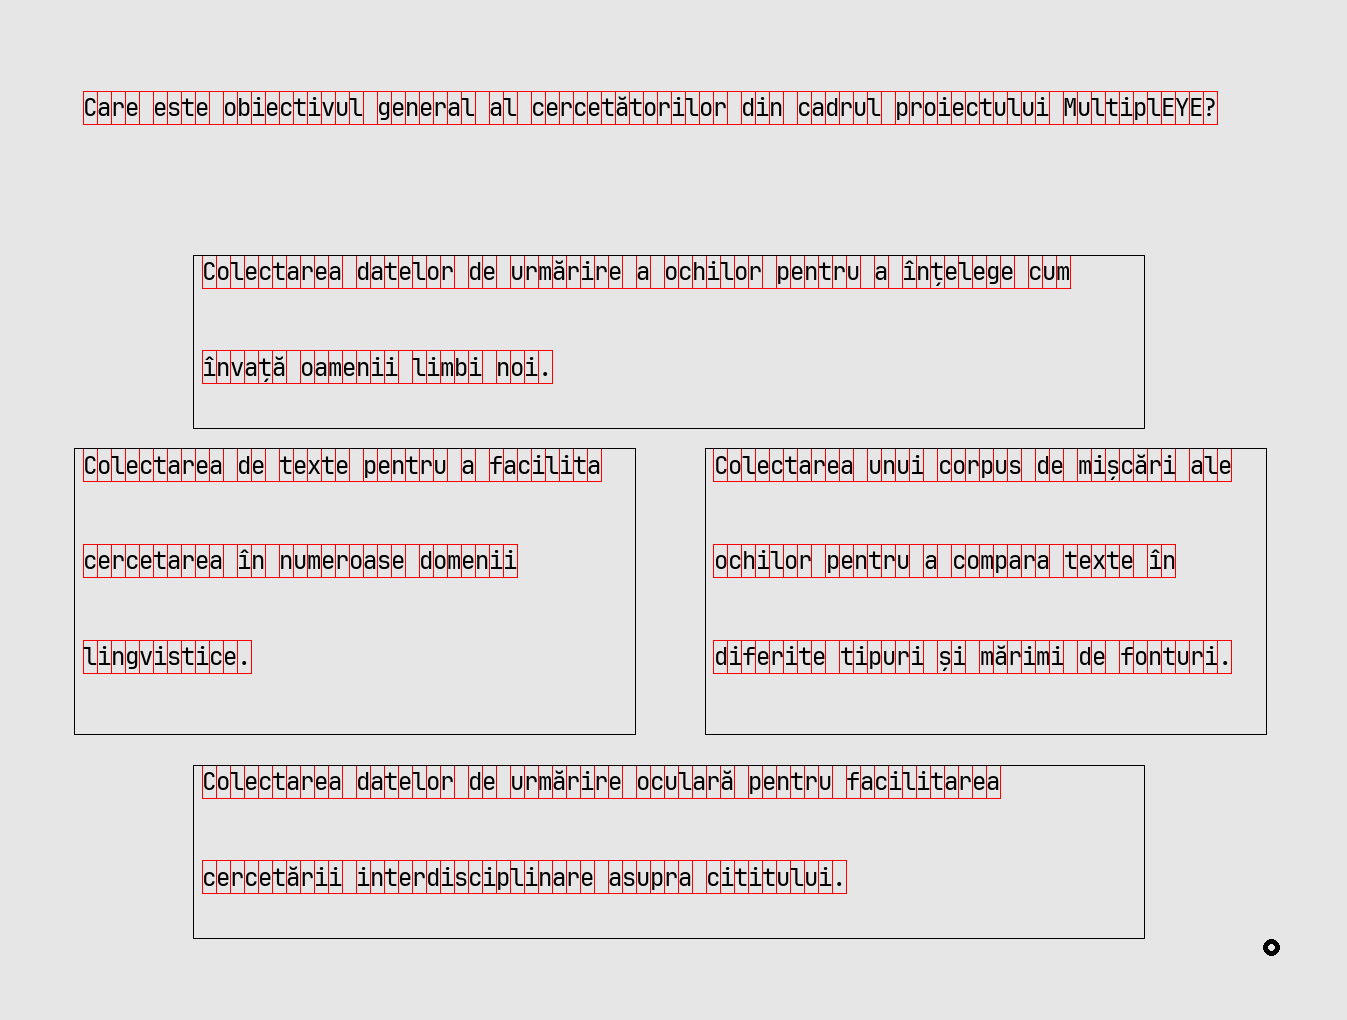 Care este obiectivul general al cercetătorilor din cadrul proiectului MultiplEYE?
Colectarea datelor de urmărire a ochilor pentru a înțelege cum
învață oamenii limbi noi.
Colectarea de texte pentru a facilita
cercetarea în numeroase domenii
lingvistice.
Colectarea unui corpus de mișcări ale
ochilor pentru a compara texte în
diferite tipuri și mărimi de fonturi.
Colectarea datelor de urmărire oculară pentru facilitarea
cercetării interdisciplinare asupra cititului.